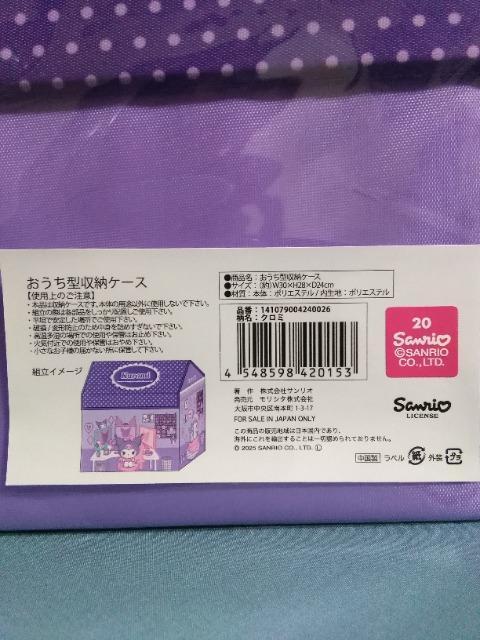 おうち型収納ケース
【使用上のご注意】
・本品は収納ケースです。本体の用途以外に使用しないで下さい。
・組立の際は各部品をしっかり確認しご使用下さい。
・平坦で安定した場所でご使用下さい。
・破損／変形防止のため中身を詰めすぎないで下さい。
・高温多湿の場所での使用や保管はお止め下さい。
・火気付近での使用や保管はおやめ下さい。
・小さなお子様の届かない所に保管して下さい。
組立イメージ
Kuromi
●商品名：おうち型収納ケース
●サイズ：(約)W30×H28×D24cm
●材質：本体：ポリエステル／内生地：ポリエステル
品番：141079004240026
柄名：クロミ
4 548598 420153
20
Sanrio
©SANRIO
CO.,LTD.
著作 株式会社サンリオ
発売元 モリシタ株式会社
大阪市中央区南本町1-3-17
FOR SALE IN JAPAN ONLY
この商品の販売地域は日本国内であり、
海外にこれを輸出することは一切認められておりません。
© 2025 SANRIO CO., LTD. Ⓛ
Sanrio
LICENSE
中国製 ラベル 紙 外装 プラ